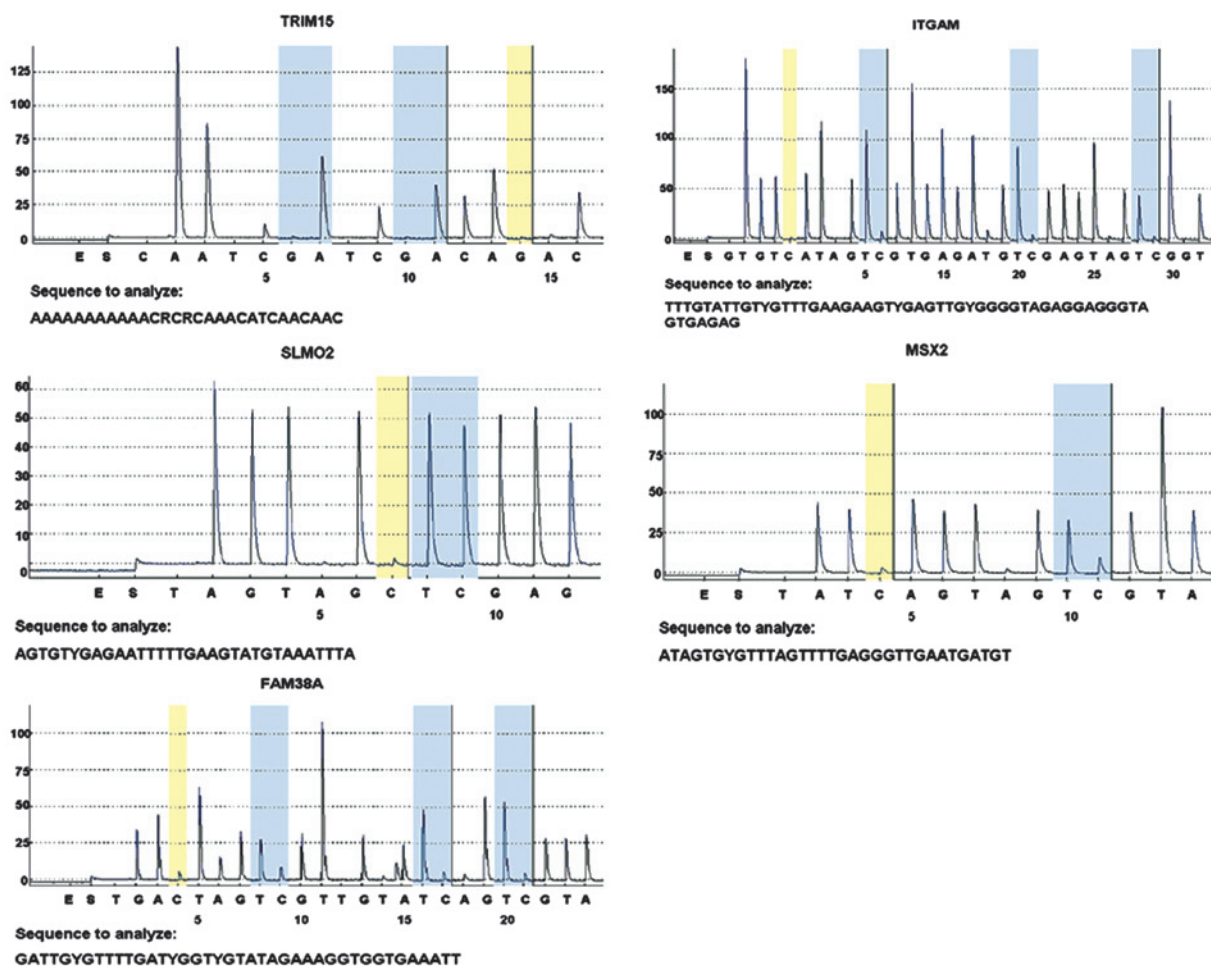 TRIM15
125
100
75
50
25
0
E S C A A T C G A T C G A C A G A C
5 10 15
Sequence to analyze:
AAAAAAAAAAACRCRCAAACATCAACAAC
ITGAM
150
100
50
0
E S G T G T C A T A G T C G T G A G A T G T C G A G T A G T C G G T
5 10 15 20 25 30
Sequence to analyze:
TTTGTATTGTYGTTTGAAGAAGTYGAGTTGYGGGGTAGAGGAGGGTA
GTGAGAG
SLMO2
60
50
40
30
20
10
0
E S T A G T A G C T C G A G
5 10
Sequence to analyze:
AGTGTYGAGAATTTTTGAAGTATGTAAATTTA
MSX2
100
75
50
25
0
E S T A T C A G T A G T C G T A
5 10
Sequence to analyze:
ATAGTGYGTTTAGTTTTGAGGGTTGAATGATGT
FAM38A
100
75
50
25
0
E S T G A C T A G T C G T T G T A T C A G T C G T A
5 10 15 20
Sequence to analyze:
GATTGYGTTTTGATYGGTYGTATAGAAAGGTGGTGAAATT